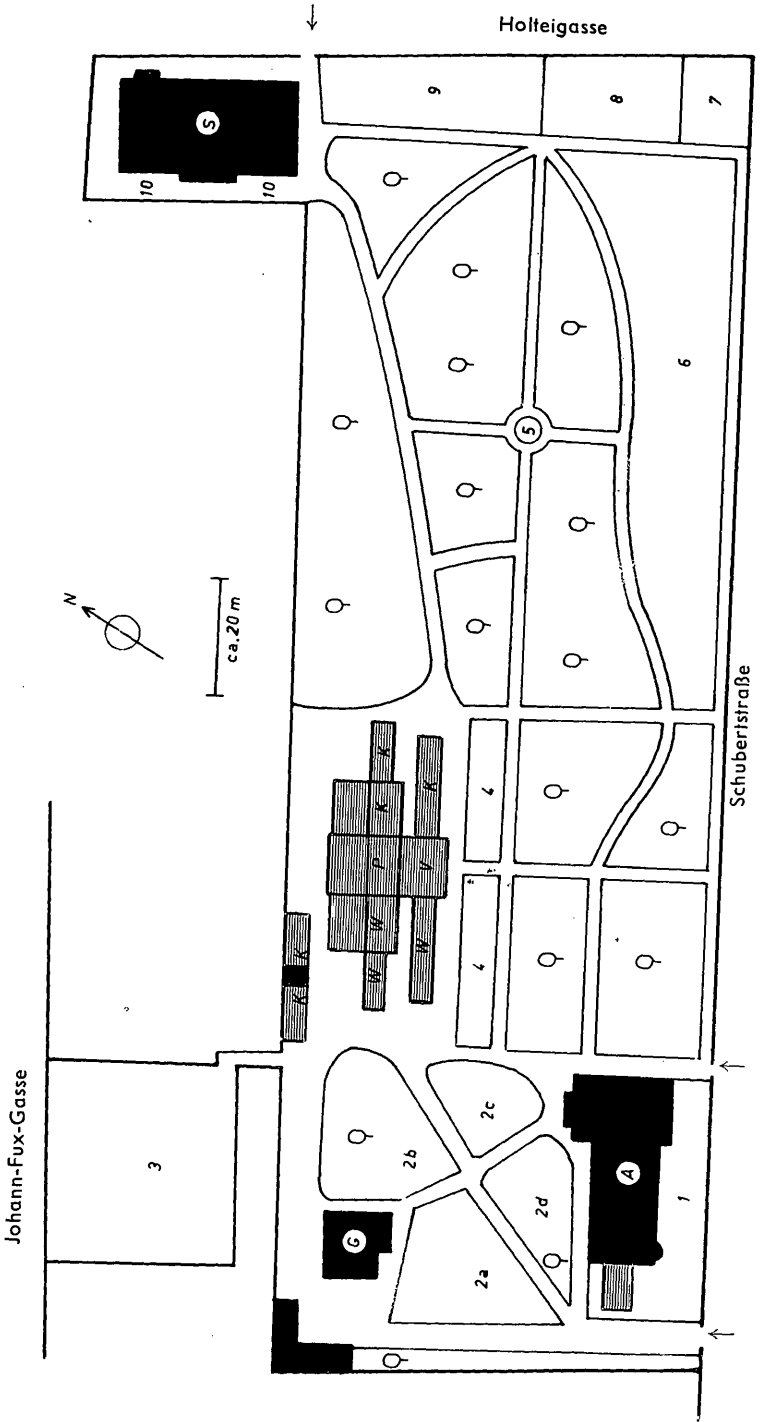 Holteigasse
S
10
10
9
8
7
6
5
N
ca. 20 m
Schubertstraße
K
K
K
P
V
W
W
W
4
4
K
K
Johann-Fux-Gasse
3
2b
2c
G
2a
2d
A
1